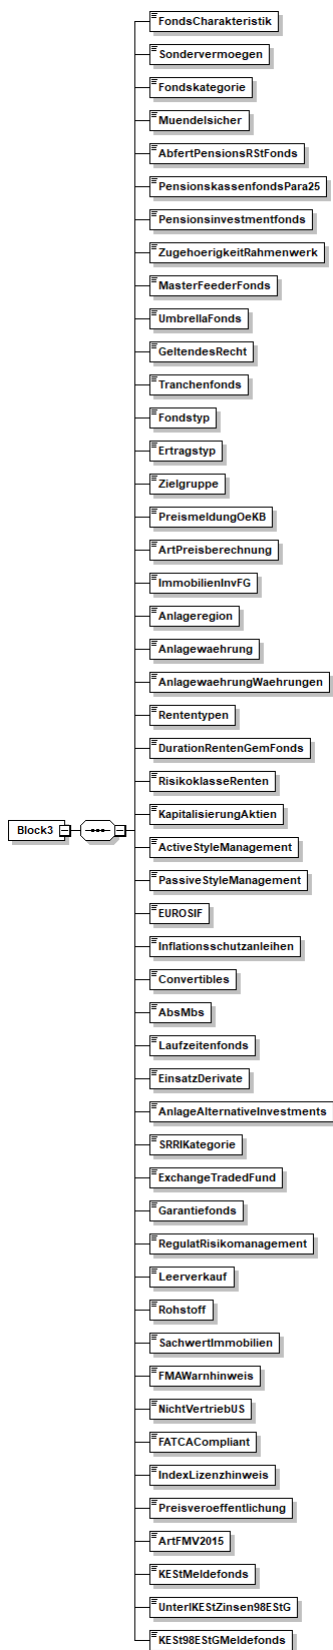 FondsCharakteristik
Sondervermoegen
Fondskategorie
Muendelsicher
AbfertPensionsRStFonds
PensionskassenfondsPara25
Pensionsinvestmentfonds
ZugehoerigkeitRahmenwerk
MasterFeederFonds
UmbrellaFonds
GeltendesRecht
Tranchenfonds
Fondstyp
Ertragstyp
Zielgruppe
PreismeldungOeKB
ArtPreisberechnung
ImmobilienInvFG
Anlageregion
Anlagewaehrung
AnlagewaehrungWaehrungen
Rententypen
DurationRentenGemFonds
RisikoklasseRenten
KapitalisierungAktien
Block3
ActiveStyleManagement
PassiveStyleManagement
EUROSIF
Inflationsschutzanleihen
Convertibles
AbsMbs
Laufzeitenfonds
EinsatzDerivate
AnlageAlternativeInvestments
SRRIKategorie
ExchangeTradedFund
Garantiefonds
RegulatRisikomanagement
Leerverkauf
Rohstoff
SachwertImmobilien
FMAWarnhinweis
NichtVertriebUS
FATCACompliant
IndexLizenzhinweis
Preisveroeffentlichung
ArtFMV2015
KEStMeldefonds
UnterlKEStZinsen98EStG
KESt98EStGMeldefonds